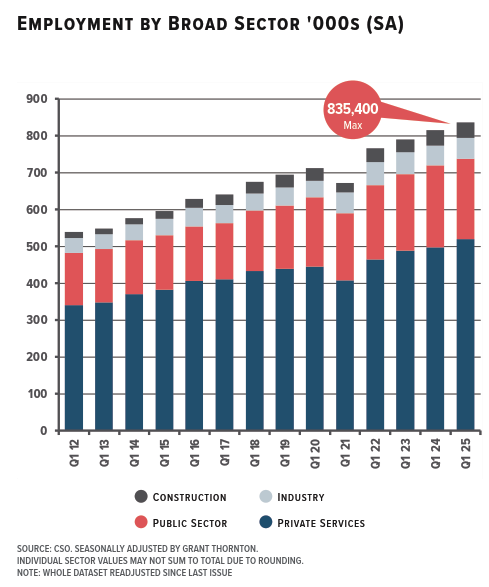 Employment by Broad Sector '000s (SA)
835,400
Max
900
800
700
600
500
400
300
200
100
0
Q1 12
Q1 13
Q1 14
Q1 15
Q1 16
Q1 17
Q1 18
Q1 19
Q1 20
Q1 21
Q1 22
Q1 23
Q1 24
Q1 25
Construction
Industry
Public Sector
Private Services
SOURCE: CSO. SEASONALLY ADJUSTED BY GRANT THORNTON.
INDIVIDUAL SECTOR VALUES MAY NOT SUM TO TOTAL DUE TO ROUNDING.
NOTE: WHOLE DATASET READJUSTED SINCE LAST ISSUE